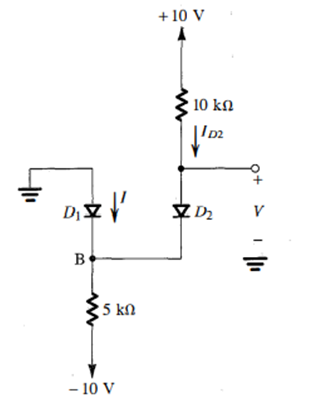 +10 V
10 kΩ
I_D2
+
D₁
I
D₂
V
−
B
5 kΩ
−10 V